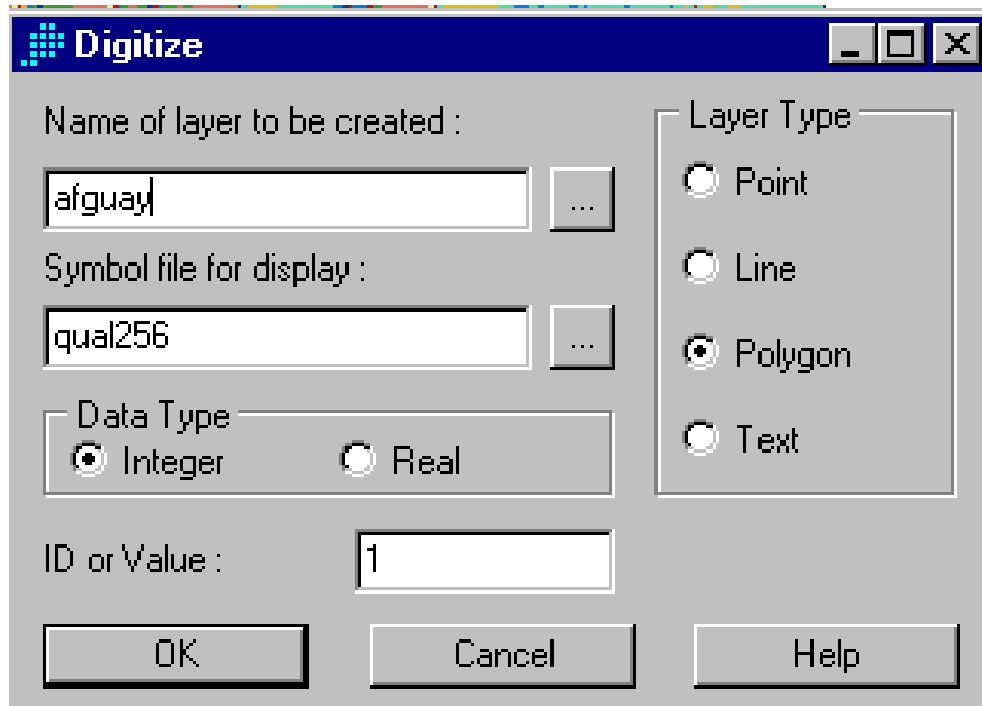 Digitize
Name of layer to be created :
afguay
...
Symbol file for display :
qual256
...
Data Type
Integer
Real
ID or Value :
1
Layer Type
Point
Line
Polygon
Text
OK
Cancel
Help